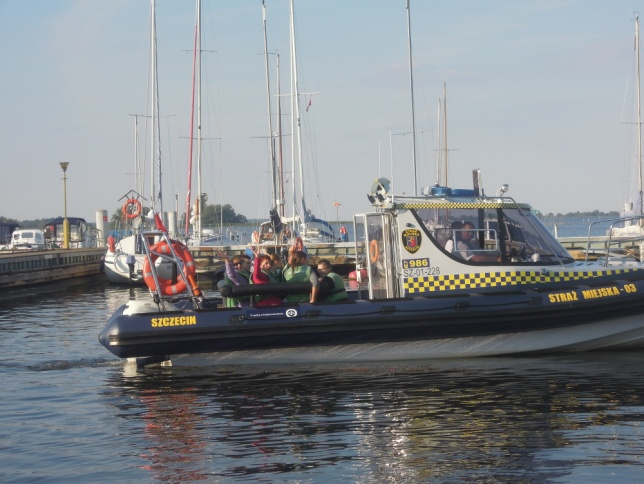 986
SZ-01-228
STRAŻ MIEJSKA-03
SZCZECIN